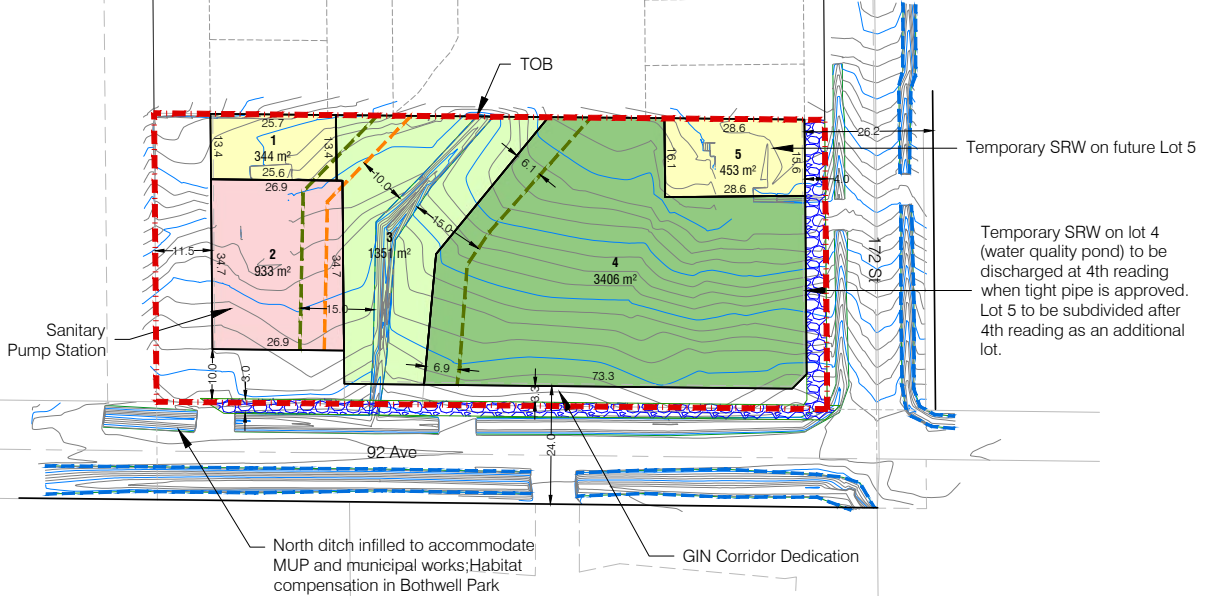 TOB
25.7
1
344 m²
13.4
13.4
25.6
26.9
2
933 m²
34.7
34.7
26.9
11.5
15.0
10.0
3.0
10.0
15.0
3
1351 m²
6.1
6.9
4
3406 m²
73.3
3.3
28.6
5
453 m²
16.1
15.6
28.6
4.0
26.2
Temporary SRW on future Lot 5
Temporary SRW on lot 4
(water quality pond) to be
discharged at 4th reading
when tight pipe is approved.
Lot 5 to be subdivided after
4th reading as an additional
lot.
172 St
Sanitary
Pump Station
92 Ave
24.0
North ditch infilled to accommodate
MUP and municipal works;Habitat
compensation in Bothwell Park
GIN Corridor Dedication